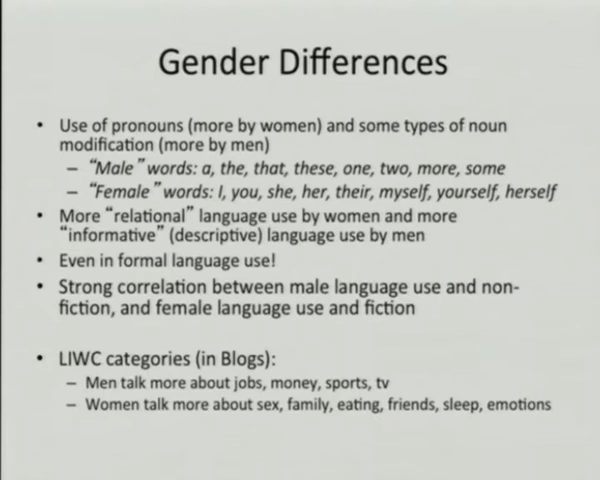 Gender Differences
• Use of pronouns (more by women) and some types of noun
modification (more by men)
– “Male” words: a, the, that, these, one, two, more, some
– “Female” words: I, you, she, her, their, myself, yourself, herself
• More “relational” language use by women and more
“informative” (descriptive) language use by men
• Even in formal language use!
• Strong correlation between male language use and non-
fiction, and female language use and fiction
• LIWC categories (in Blogs):
– Men talk more about jobs, money, sports, tv
– Women talk more about sex, family, eating, friends, sleep, emotions